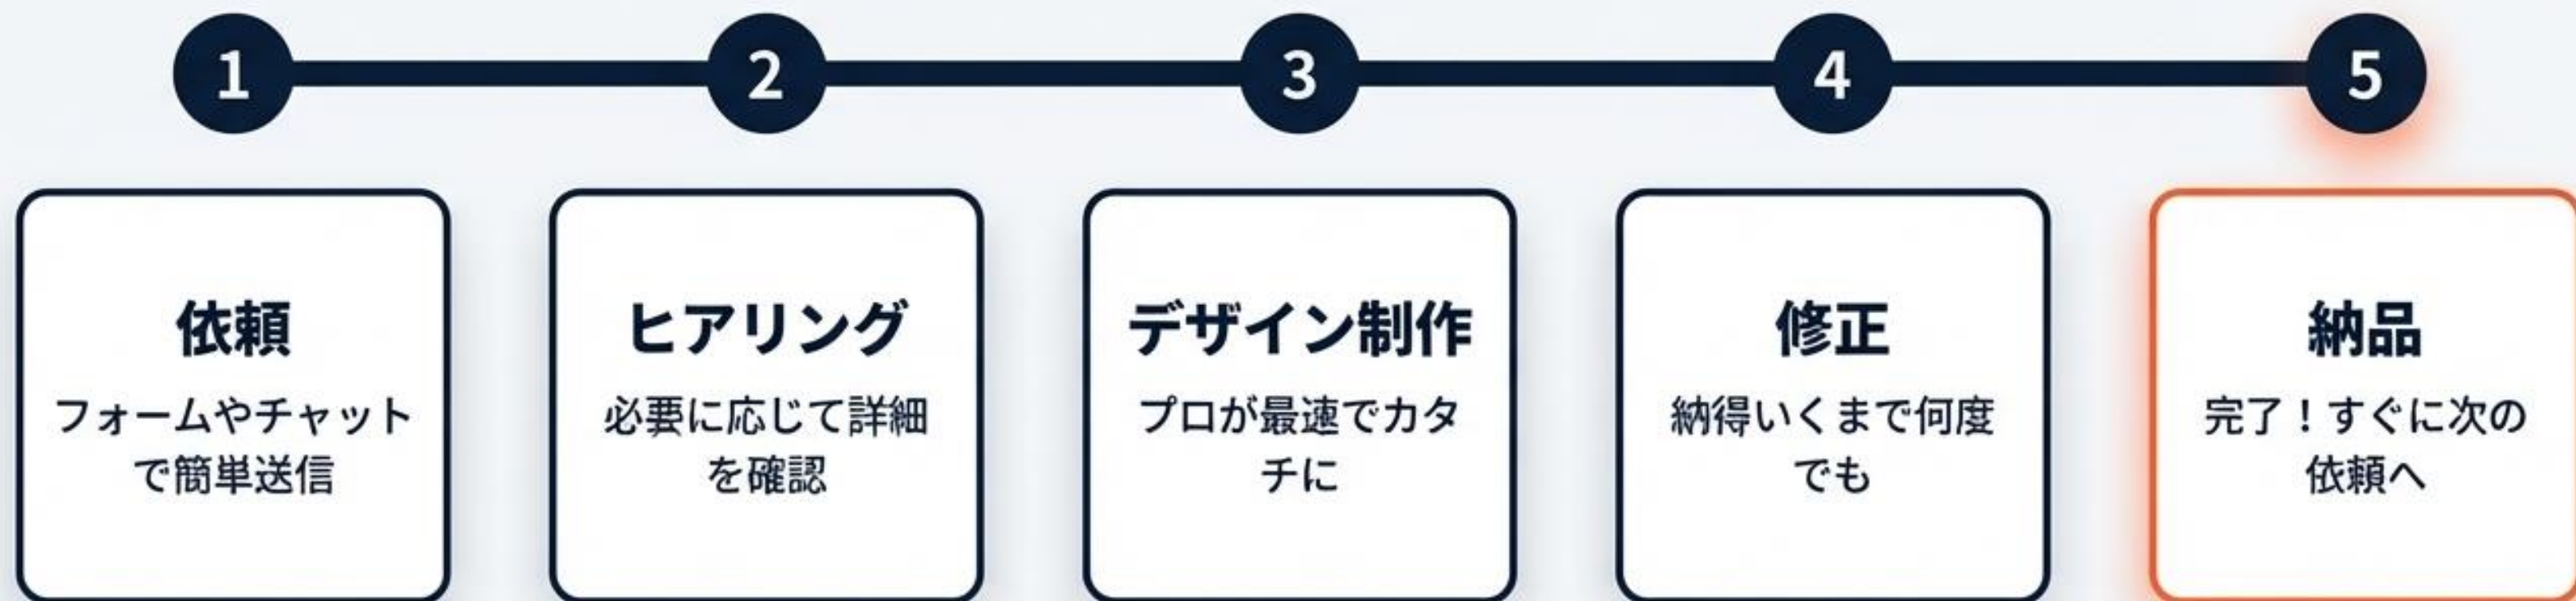 1
2
3
4
5
依頼
フォームやチャット
で簡単送信
ヒアリング
必要に応じて詳細
を確認
デザイン制作
プロが最速でカタ
チに
修正
納得いくまで何度
でも
納品
完了！すぐに次の
依頼へ